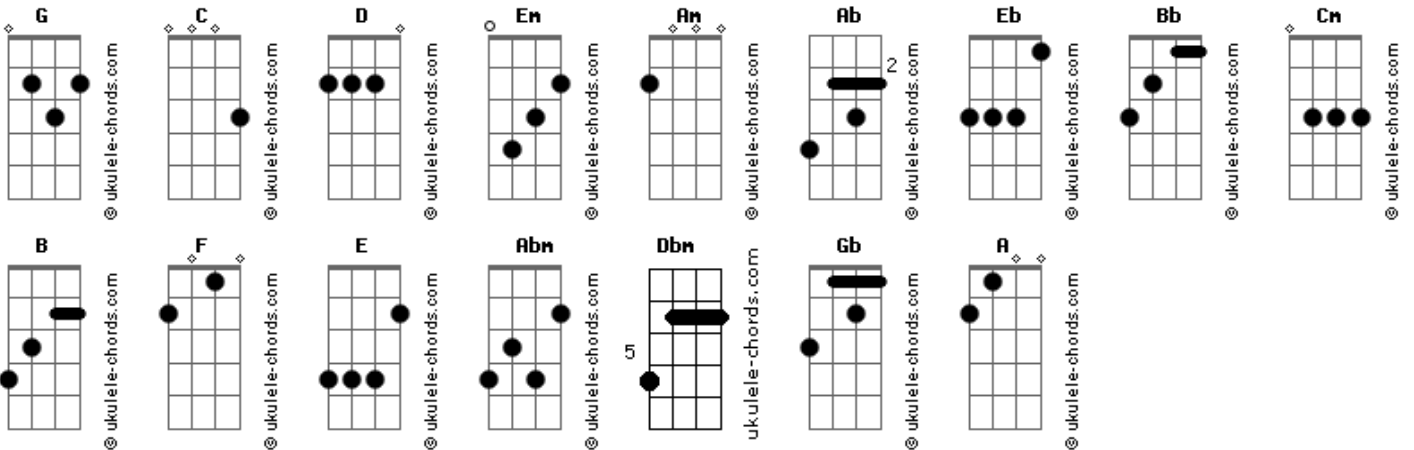 G C D Em Am Ab Eb Bb Cm
2
© ukulele-chords.com © ukulele-chords.com © ukulele-chords.com © ukulele-chords.com © ukulele-chords.com © ukulele-chords.com © ukulele-chords.com © ukulele-chords.com © ukulele-chords.com
B F E Abm Dbm Gb A
5
© ukulele-chords.com © ukulele-chords.com © ukulele-chords.com © ukulele-chords.com ukulele-chords.com © ukulele-chords.com © ukulele-chords.com